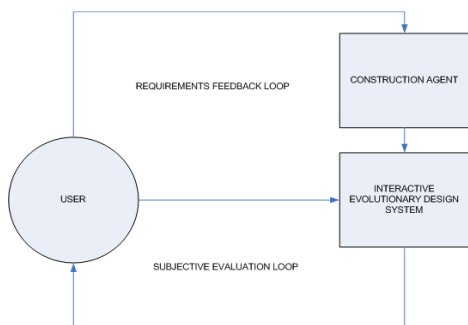 CONSTRUCTION AGENT
REQUIREMENTS FEEDBACK LOOP
USER
INTERACTIVE
EVOLUTIONARY DESIGN
SYSTEM
SUBJECTIVE EVALUATION LOOP